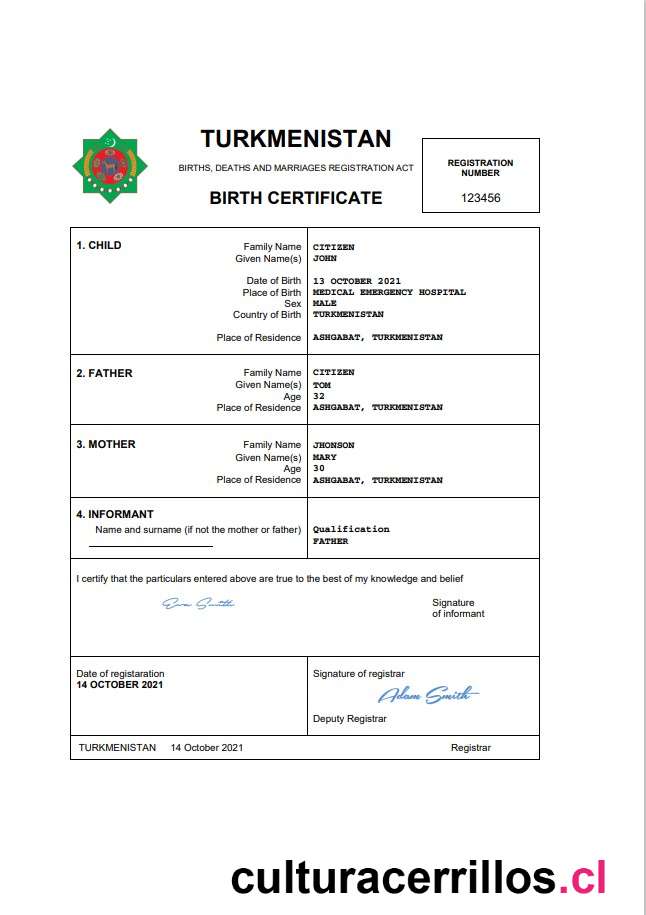 TURKMENISTAN
BIRTHS, DEATHS AND MARRIAGES REGISTRATION ACT
BIRTH CERTIFICATE
REGISTRATION
NUMBER
123456
1. CHILD
Family Name CITIZEN
Given Name(s) JOHN
Date of Birth 13 OCTOBER 2021
Place of Birth MEDICAL EMERGENCY HOSPITAL
Sex MALE
Country of Birth TURKMENISTAN
Place of Residence ASHGABAT, TURKMENISTAN
2. FATHER
Family Name CITIZEN
Given Name(s) TOM
Age 32
Place of Residence ASHGABAT, TURKMENISTAN
3. MOTHER
Family Name JHONSON
Given Name(s) MARY
Age 30
Place of Residence ASHGABAT, TURKMENISTAN
4. INFORMANT
Name and surname (if not the mother or father) Qualification
FATHER
I certify that the particulars entered above are true to the best of my knowledge and belief
Eva Smith
Signature
of informant
Date of registaration
14 OCTOBER 2021
Signature of registrar
Adam Smith
Deputy Registrar
TURKMENISTAN 14 October 2021 Registrar
culturacerrillos.cl